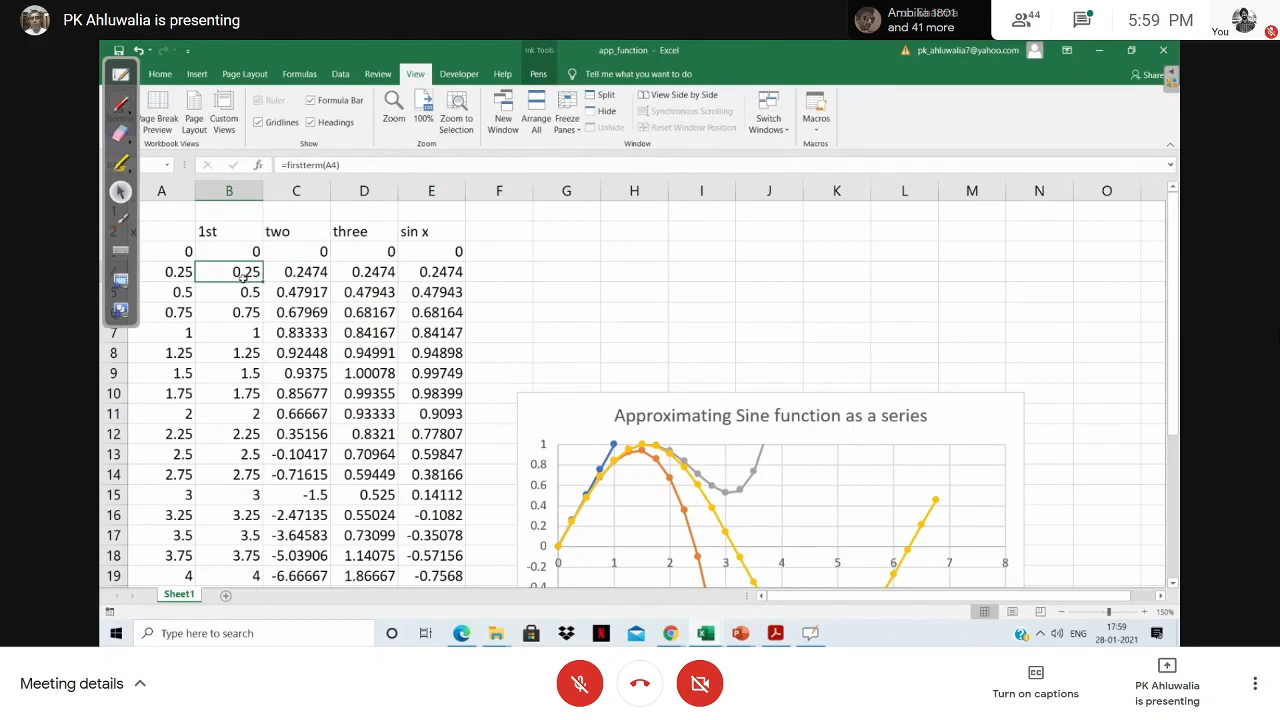 PK Ahluwalia is presenting
and 41 more
44
5:59 PM
You
Ink Tools
app_function - Excel
pk_ahluwalia7@yahoo.com
Home Insert Page Layout Formulas Data Review View Developer Help Pens Tell me what you want to do Share
Page Break Preview
Page Layout
Custom Views
Workbook Views
Ruler
Formula Bar
Gridlines
Headings
Show
Zoom
100%
Zoom to Selection
Zoom
New Window
Arrange All
Freeze Panes
Split
Hide
Unhide
View Side by Side
Synchronous Scrolling
Reset Window Position
Window
Switch Windows
Macros
Macros
=firstterm(A4)
A B C D E F G H I J K L M N O
2 x 1st two three sin x
0 0 0 0 0
0.25 0.25 0.2474 0.2474 0.2474
0.5 0.5 0.47917 0.47943 0.47943
0.75 0.75 0.67969 0.68167 0.68164
7 1 1 0.83333 0.84167 0.84147
8 1.25 1.25 0.92448 0.94991 0.94898
9 1.5 1.5 0.9375 1.00078 0.99749
10 1.75 1.75 0.85677 0.99355 0.98399
11 2 2 0.66667 0.93333 0.9093
12 2.25 2.25 0.35156 0.8321 0.77807
13 2.5 2.5 -0.10417 0.70964 0.59847
14 2.75 2.75 -0.71615 0.59449 0.38166
15 3 3 -1.5 0.525 0.14112
16 3.25 3.25 -2.47135 0.55024 -0.1082
17 3.5 3.5 -3.64583 0.73099 -0.35078
18 3.75 3.75 -5.03906 1.14075 -0.57156
19 4 4 -6.66667 1.86667 -0.7568
Approximating Sine function as a series
1
0.8
0.6
0.4
0.2
0
-0.2
-0.4
0 1 2 3 4 5 6 7 8
Sheet1
150%
Type here to search
ENG
17:59
28-01-2021
Meeting details
Turn on captions
PK Ahluwalia
is presenting